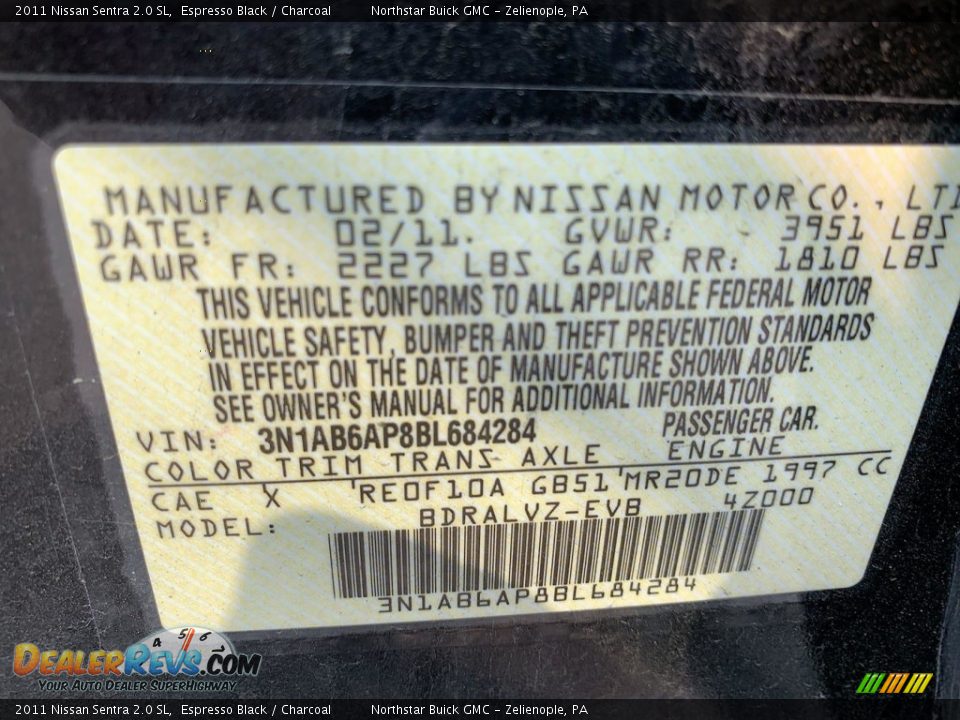 2011 Nissan Sentra 2.0 SL, Espresso Black / Charcoal Northstar Buick GMC - Zelienople, PA
MANUFACTURED BY NISSAN MOTOR CO.,
DATE: 02/11. GVWR: 3951 LBS
GAWR FR: 2227 LBS GAWR RR: 1810 LBS
THIS VEHICLE CONFORMS TO ALL APPLICABLE FEDERAL MOTOR
VEHICLE SAFETY, BUMPER AND THEFT PREVENTION STANDARDS
IN EFFECT ON THE DATE OF MANUFACTURE SHOWN ABOVE.
SEE OWNER'S MANUAL FOR ADDITIONAL INFORMATION.
VIN: 3N1AB6AP8BL684284 PASSENGER CAR.
COLOR TRIM TRANS AXLE ENGINE
CAE X RE0F10A GB51 MR20DE 1997 CC
MODEL: BDRALVZ-EVB 4Z000
3N1AB6AP8BL684284
4 5 6
DEALERREVS.COM
YOUR AUTO DEALER SUPERHIGHWAY
2011 Nissan Sentra 2.0 SL, Espresso Black / Charcoal Northstar Buick GMC - Zelienople, PA